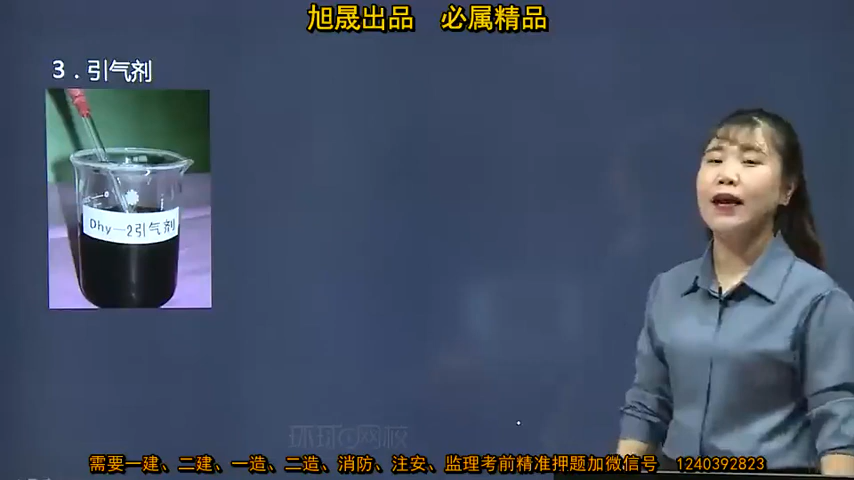 旭晟出品　必属精品
3．引气剂
Dhy—2引气剂
环球@网校
需要一建、二建、一造、二造、消防、注安、监理考前精准押题加微信号　1240392823